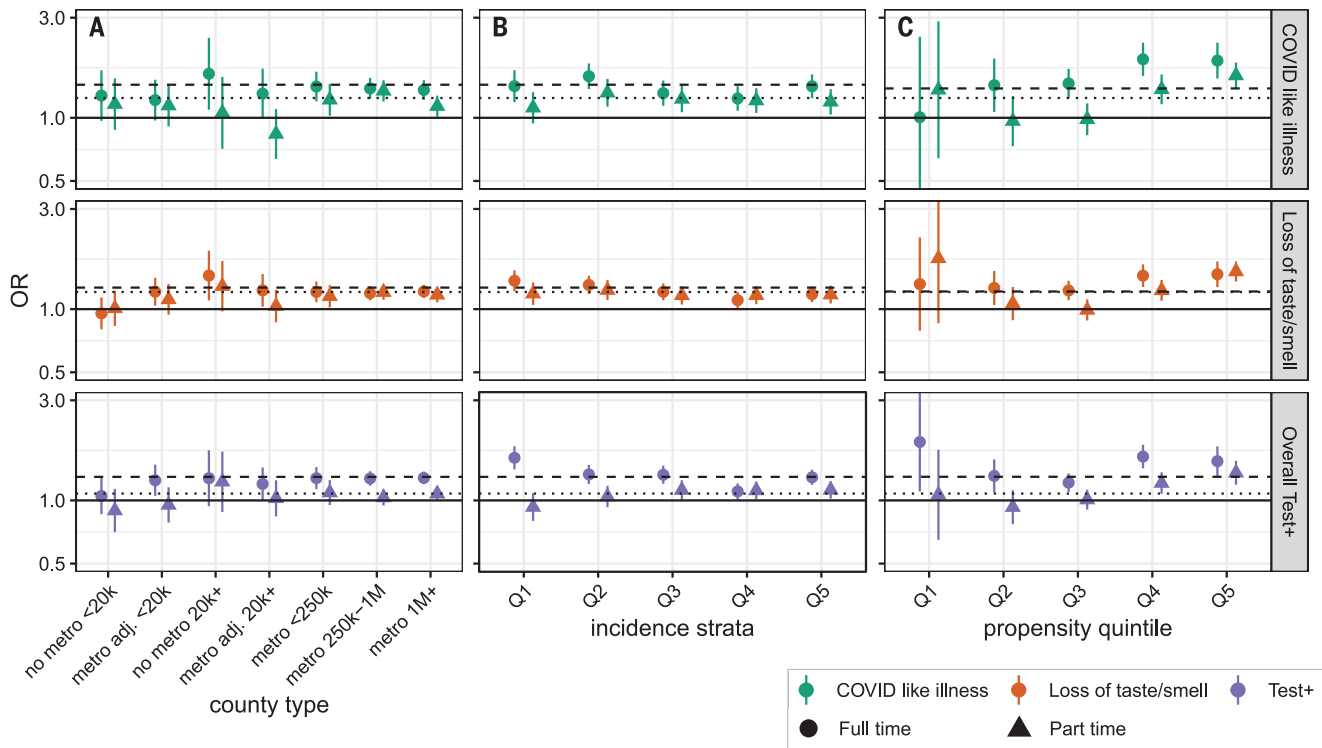 A
B
C
3.0
1.0
0.5
COVID like illness
3.0
1.0
0.5
Loss of taste/smell
OR
3.0
1.0
0.5
Overall Test+
no metro <20k
metro adj. <20k
no metro 20k+
metro adj. 20k+
metro <250k
metro 250k–1M
metro 1M+
county type
Q1
Q2
Q3
Q4
Q5
incidence strata
Q1
Q2
Q3
Q4
Q5
propensity quintile
COVID like illness
Loss of taste/smell
Test+
Full time
Part time